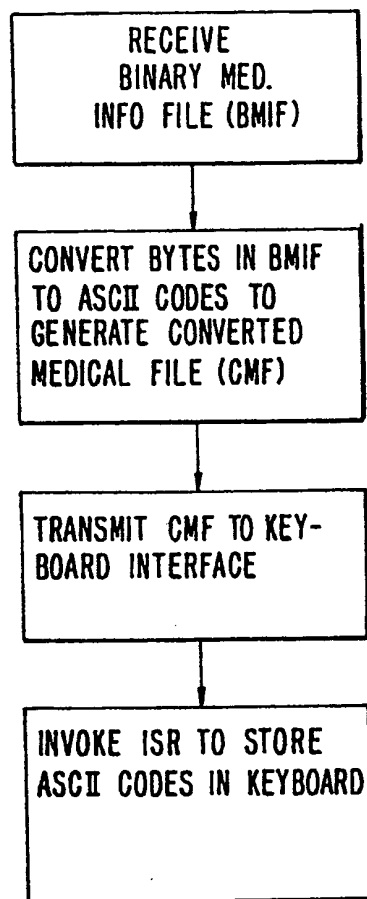 RECEIVE
BINARY MED.
INFO FILE (BMIF)
CONVERT BYTES IN BMIF
TO ASCII CODES TO
GENERATE CONVERTED
MEDICAL FILE (CMF)
TRANSMIT CMF TO KEY-
BOARD INTERFACE
INVOKE ISR TO STORE
ASCII CODES IN KEYBOARD